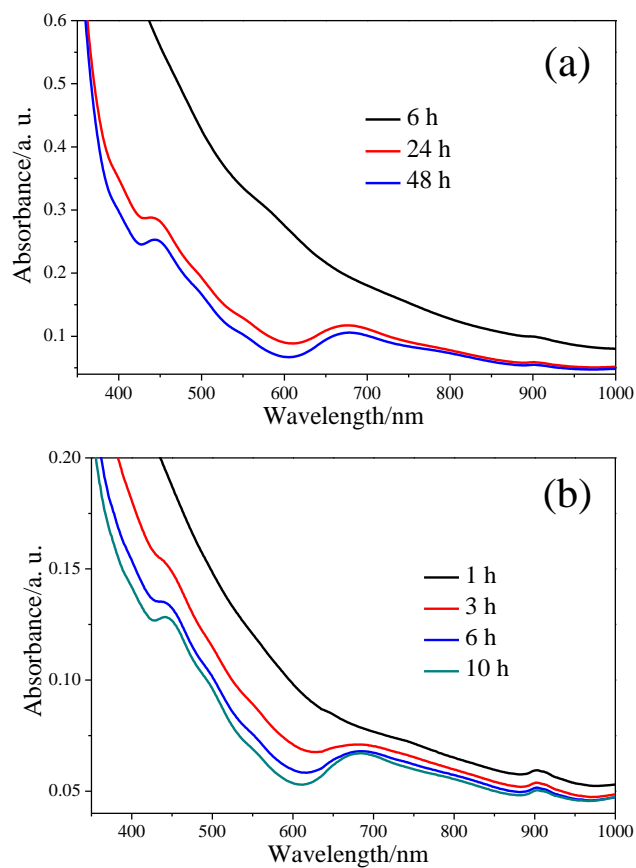 (a)
6 h
24 h
48 h
Absorbance/a. u.
0.6
0.5
0.4
0.3
0.2
0.1
400 500 600 700 800 900 1000
Wavelength/nm
(b)
1 h
3 h
6 h
10 h
Absorbance/a. u.
0.20
0.15
0.10
0.05
400 500 600 700 800 900 1000
Wavelength/nm